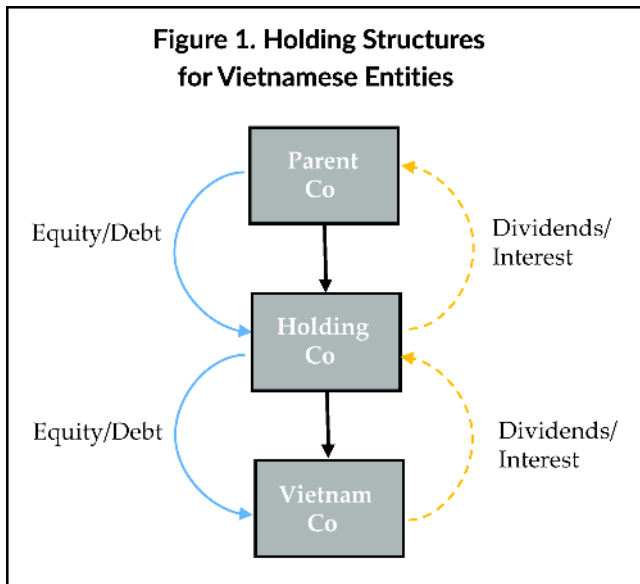 Figure 1. Holding Structures
for Vietnamese Entities
Parent
Co
Equity/Debt
Dividends/
Interest
Holding
Co
Equity/Debt
Dividends/
Interest
Vietnam
Co